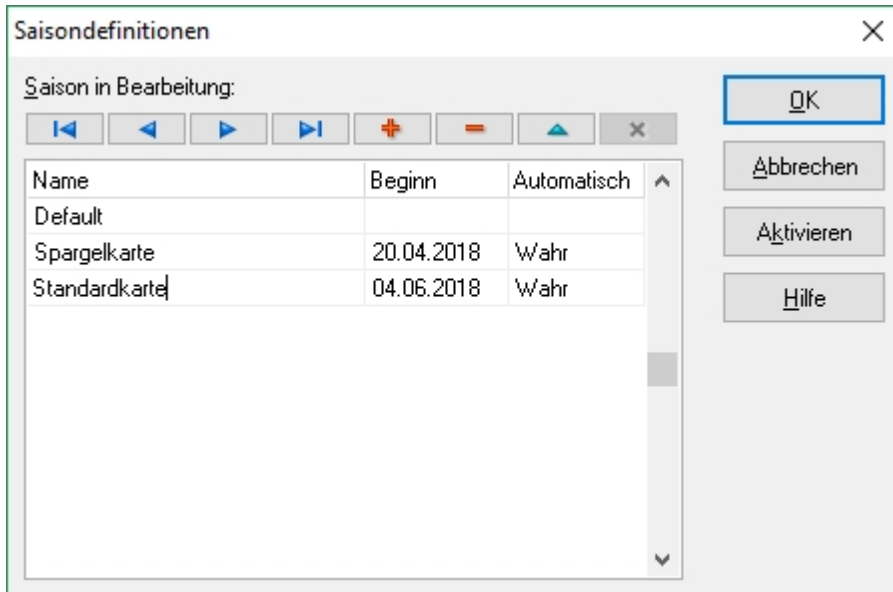 Saisondefinitionen
Saison in Bearbeitung:
Name Beginn Automatisch
Default
Spargelkarte 20.04.2018 Wahr
Standardkarte 04.06.2018 Wahr
OK
Abbrechen
Aktivieren
Hilfe